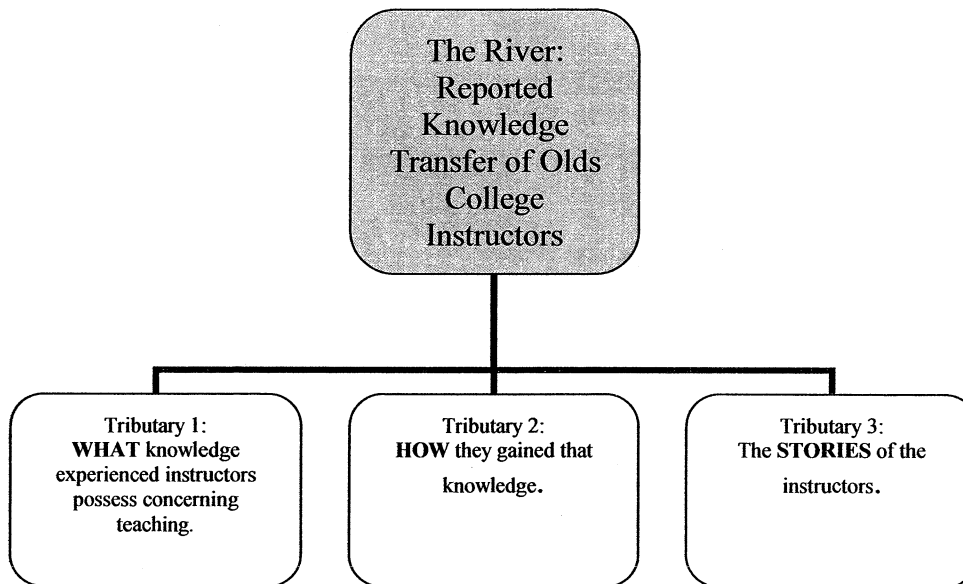 The River:
Reported
Knowledge
Transfer of Olds
College
Instructors
Tributary 1:
WHAT knowledge
experienced instructors
possess concerning
teaching.
Tributary 2:
HOW they gained that
knowledge.
Tributary 3:
The STORIES of the
instructors.